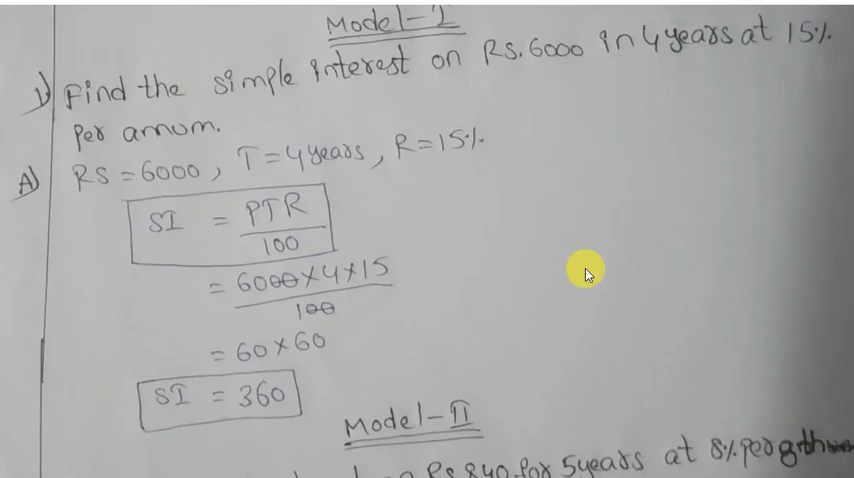 Model-I
1) Find the simple interest on Rs.6000 in 4 years at 15%
per annum.
A) RS = 6000, T = 4 years, R = 15%
SI = PTR
100
= 6000 × 4 × 15
100
= 60 × 60
SI = 360
Model-II
Rs 840 for 5 years at 8% per